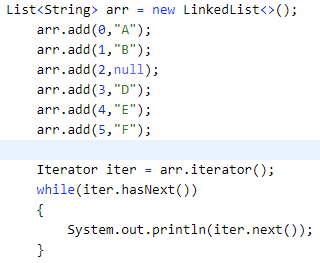 List<String> arr = new LinkedList<>();
arr.add(0,"A");
arr.add(1,"B");
arr.add(2,null);
arr.add(3,"D");
arr.add(4,"E");
arr.add(5,"F");
Iterator iter = arr.iterator();
while(iter.hasNext())
{
System.out.println(iter.next());
}